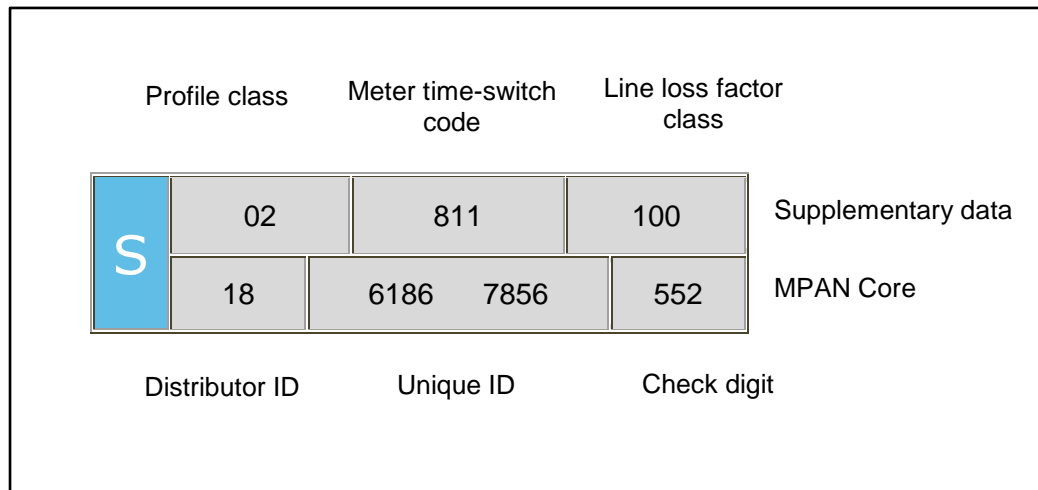 Profile class Meter time-switch code Line loss factor class
S
02 811 100 Supplementary data
18 6186 7856 552 MPAN Core
Distributor ID Unique ID Check digit